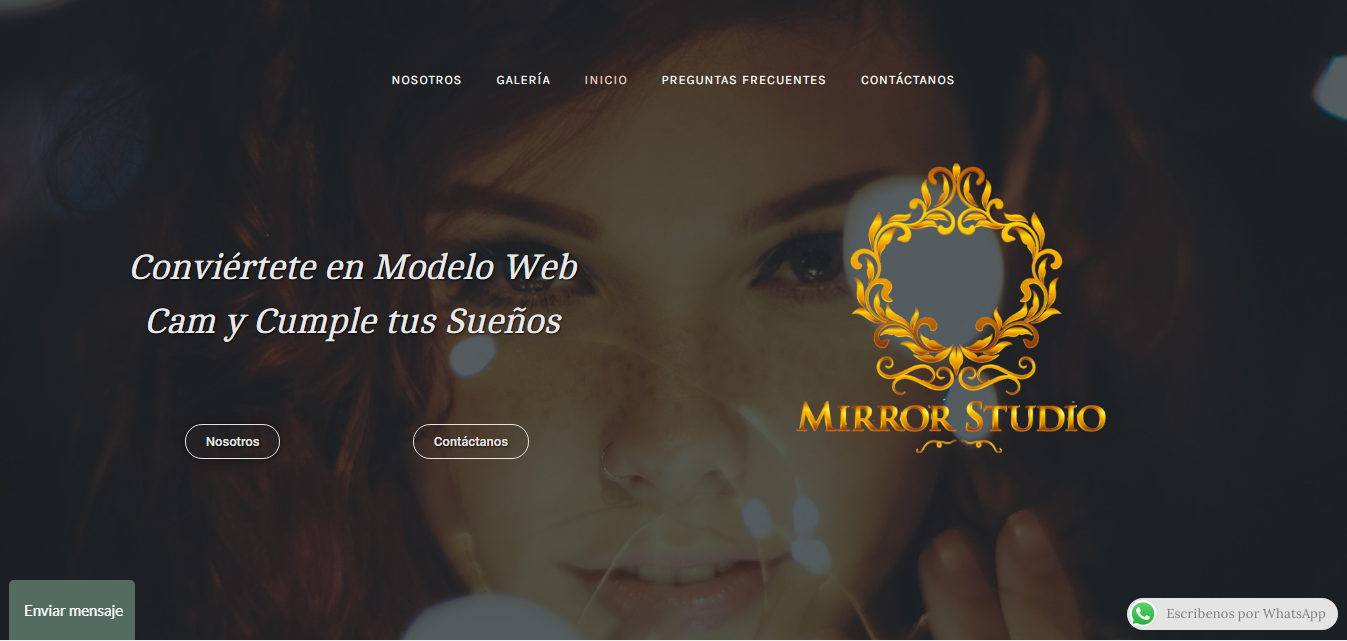 NOSOTROS GALERÍA INICIO PREGUNTAS FRECUENTES CONTÁCTANOS
Conviértete en Modelo Web
Cam y Cumple tus Sueños
Nosotros
Contáctanos
MIRROR STUDIO
Enviar mensaje
Escribenos por WhatsApp